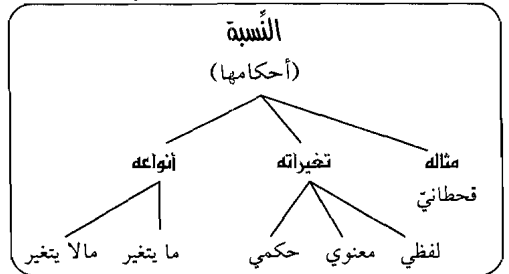 النِّسبة
(أحكامها)
مثاله تغيراته أنواعه
قحطانيّ
لفظي معنوي حكمي ما يتغير مالا يتغير